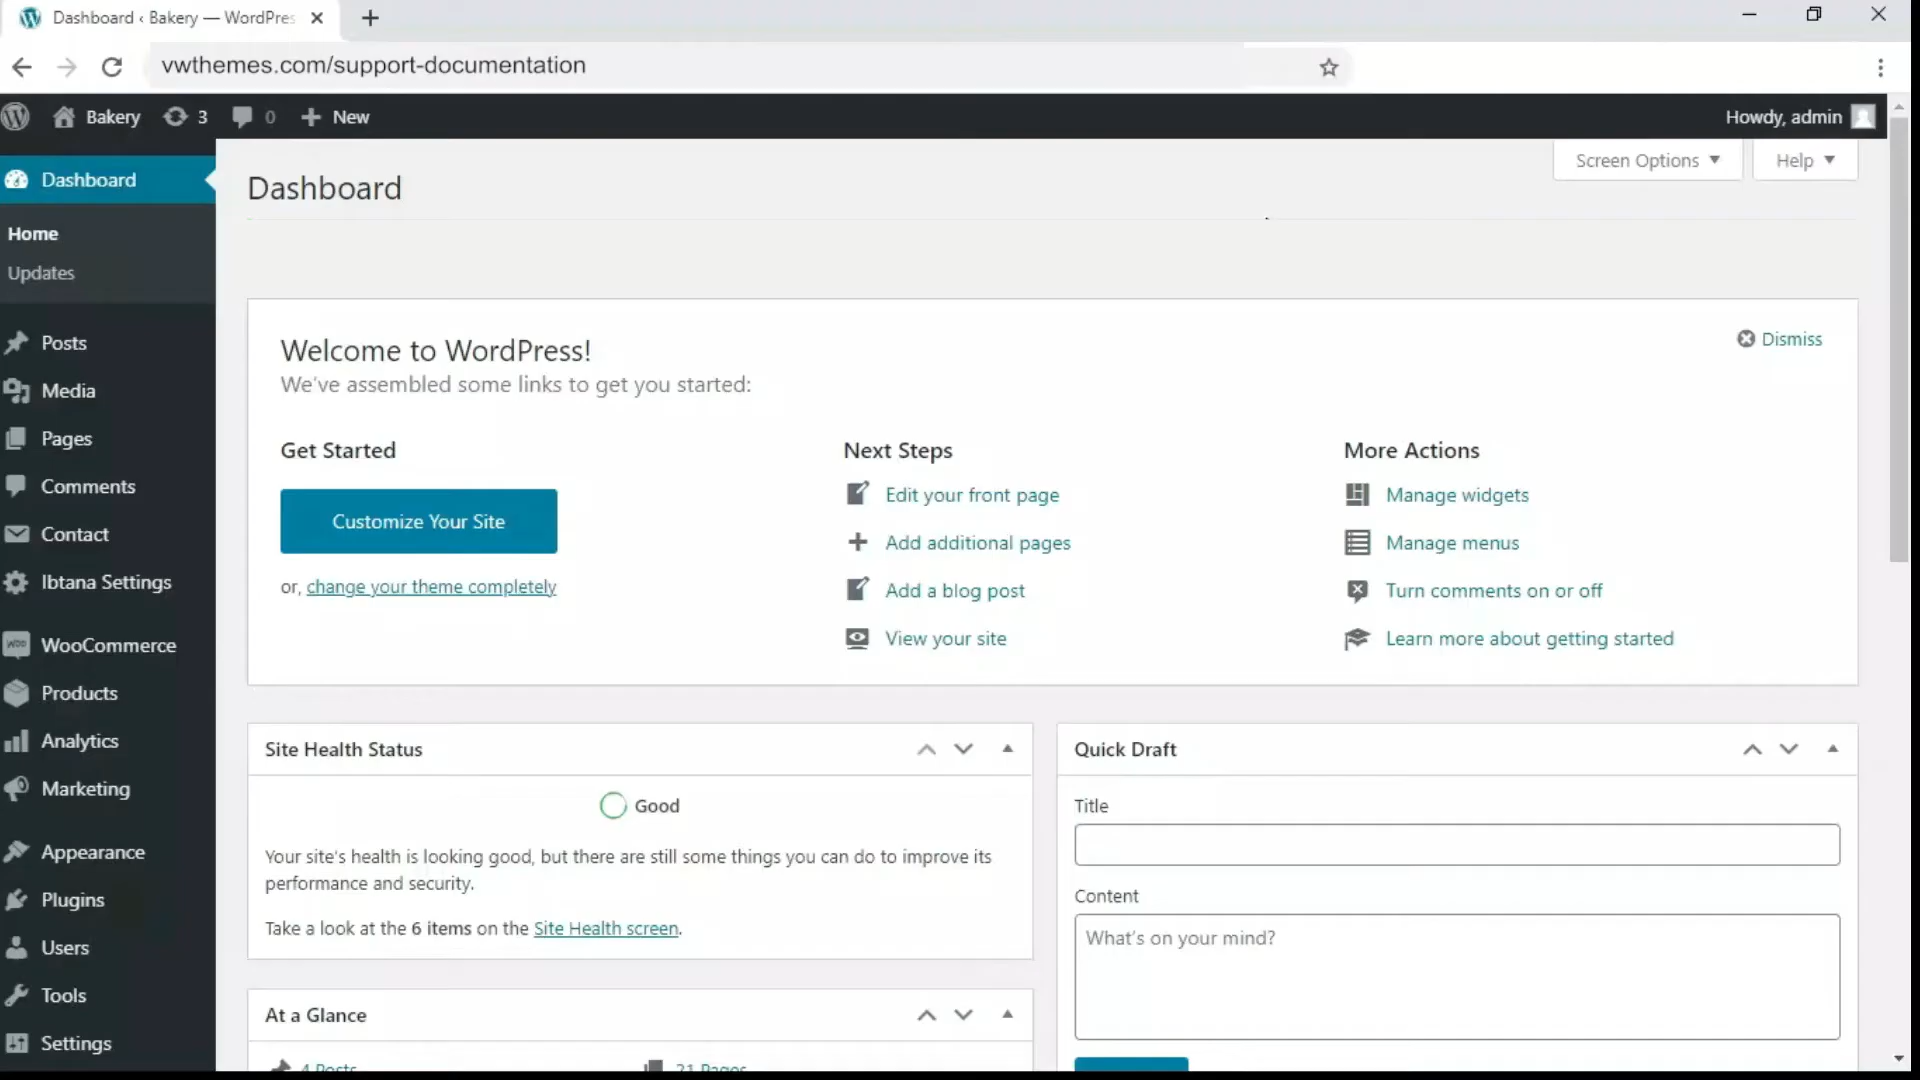 Dashboard ‹ Bakery — WordPres
vwthemes.com/support-documentation
Bakery 3 0 New Howdy, admin
Screen Options Help
Dashboard
Dashboard
Home
Updates
Posts
Media
Pages
Comments
Contact
Ibtana Settings
WooCommerce
Products
Analytics
Marketing
Appearance
Plugins
Users
Tools
Settings
Welcome to WordPress!
We've assembled some links to get you started:
Dismiss
Get Started
Customize Your Site
or, change your theme completely
Next Steps
Edit your front page
Add additional pages
Add a blog post
View your site
More Actions
Manage widgets
Manage menus
Turn comments on or off
Learn more about getting started
Site Health Status
Good
Your site's health is looking good, but there are still some things you can do to improve its
performance and security.
Take a look at the 6 items on the Site Health screen.
At a Glance
4 Posts 21 Pages
Quick Draft
Title
Content
What's on your mind?